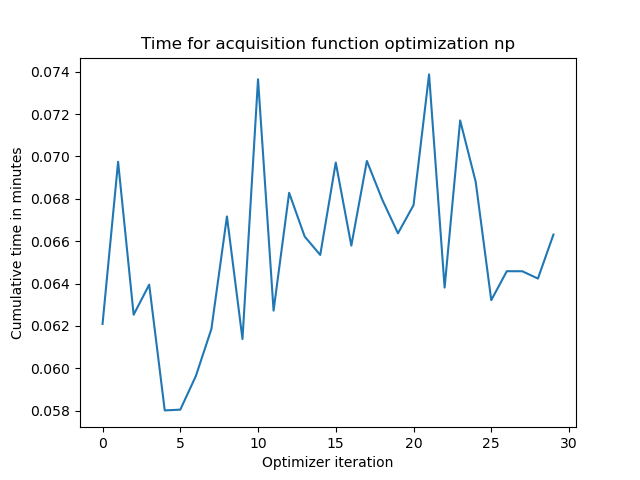 Time for acquisition function optimization np
0.074
0.072
0.070
0.068
0.066
0.064
0.062
0.060
0.058
Cumulative time in minutes
0 5 10 15 20 25 30
Optimizer iteration